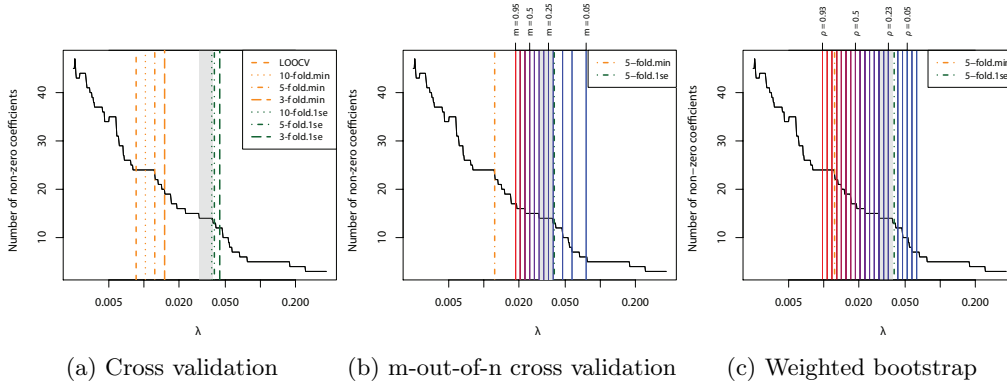 Number of non-zero coefficients
10 20 30 40
0.005 0.020 0.050 0.200
λ
LOOCV
10-fold.min
5-fold.min
3-fold.min
10-fold.1se
5-fold.1se
3-fold.1se
(a) Cross validation
m = 0.95
m = 0.5
m = 0.25
m = 0.05
Number of non-zero coefficients
10 20 30 40
0.005 0.020 0.050 0.200
λ
5−fold.min
5−fold.1se
(b) m-out-of-n cross validation
ρ = 0.93
ρ = 0.5
ρ = 0.23
ρ = 0.05
Number of non−zero coefficients
10 20 30 40
0.005 0.020 0.050 0.200
λ
5−fold.min
5−fold.1se
(c) Weighted bootstrap